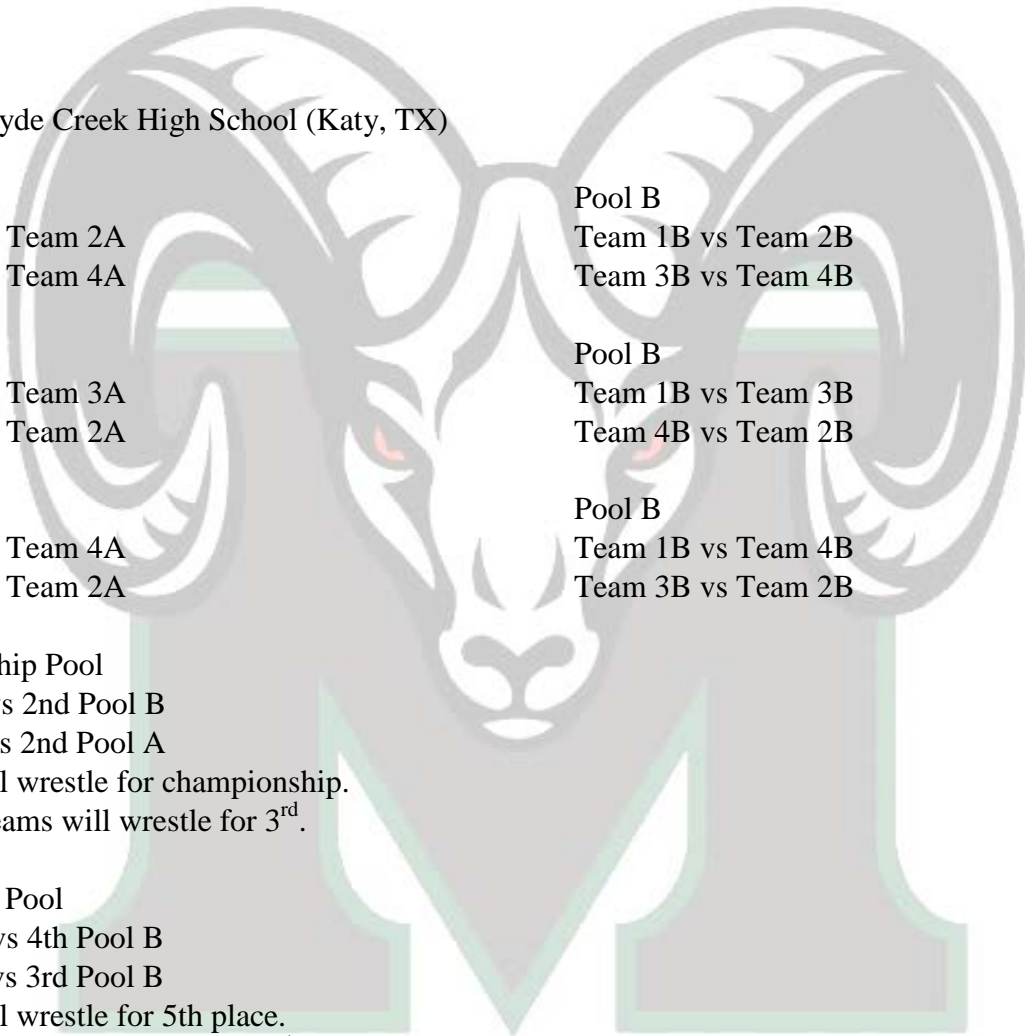 yde Creek High School (Katy, TX)
Pool B
Team 2A Team 1B vs Team 2B
Team 4A Team 3B vs Team 4B
Pool B
Team 3A Team 1B vs Team 3B
Team 2A Team 4B vs Team 2B
Pool B
Team 4A Team 1B vs Team 4B
Team 2A Team 3B vs Team 2B
hip Pool
s 2nd Pool B
s 2nd Pool A
l wrestle for championship.
eams will wrestle for 3rd.
Pool
vs 4th Pool B
vs 3rd Pool B
l wrestle for 5th place.